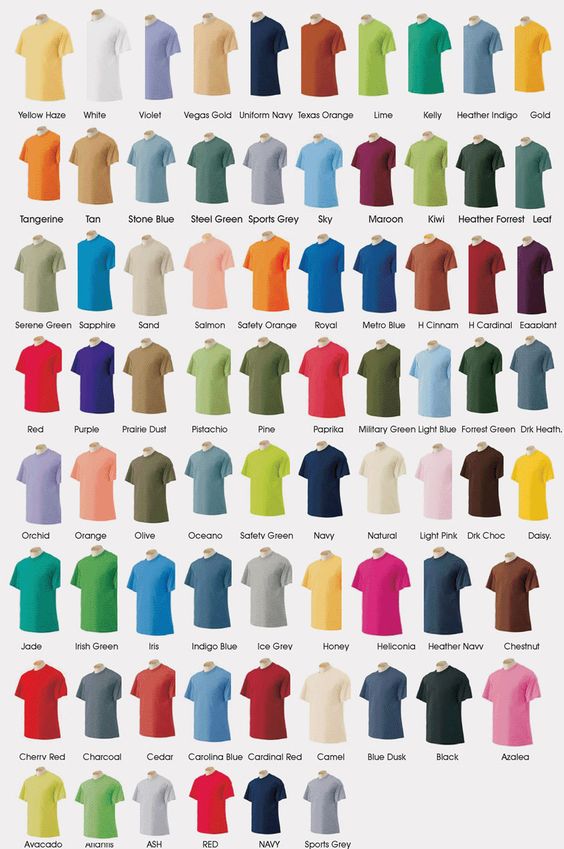 Yellow Haze White Violet Vegas Gold Uniform Navy Texas Orange Lime Kelly Heather Indigo Gold
Tangerine Tan Stone Blue Steel Green Sports Grey Sky Maroon Kiwi Heather Forrest Leaf
Serene Green Sapphire Sand Salmon Safety Orange Royal Metro Blue H Cinnam H Cardinal Eggplant
Red Purple Prairie Dust Pistachio Pine Paprika Military Green Light Blue Forrest Green Drk Heath.
Orchid Orange Olive Oceano Safety Green Navy Natural Light Pink Drk Choc Daisy.
Jade Irish Green Iris Indigo Blue Ice Grey Honey Heliconia Heather Navy Chestnut
Cherry Red Charcoal Cedar Carolina Blue Cardinal Red Camel Blue Dusk Black Azalea
Avacado Atlantis ASH RED NAVY Sports Grey